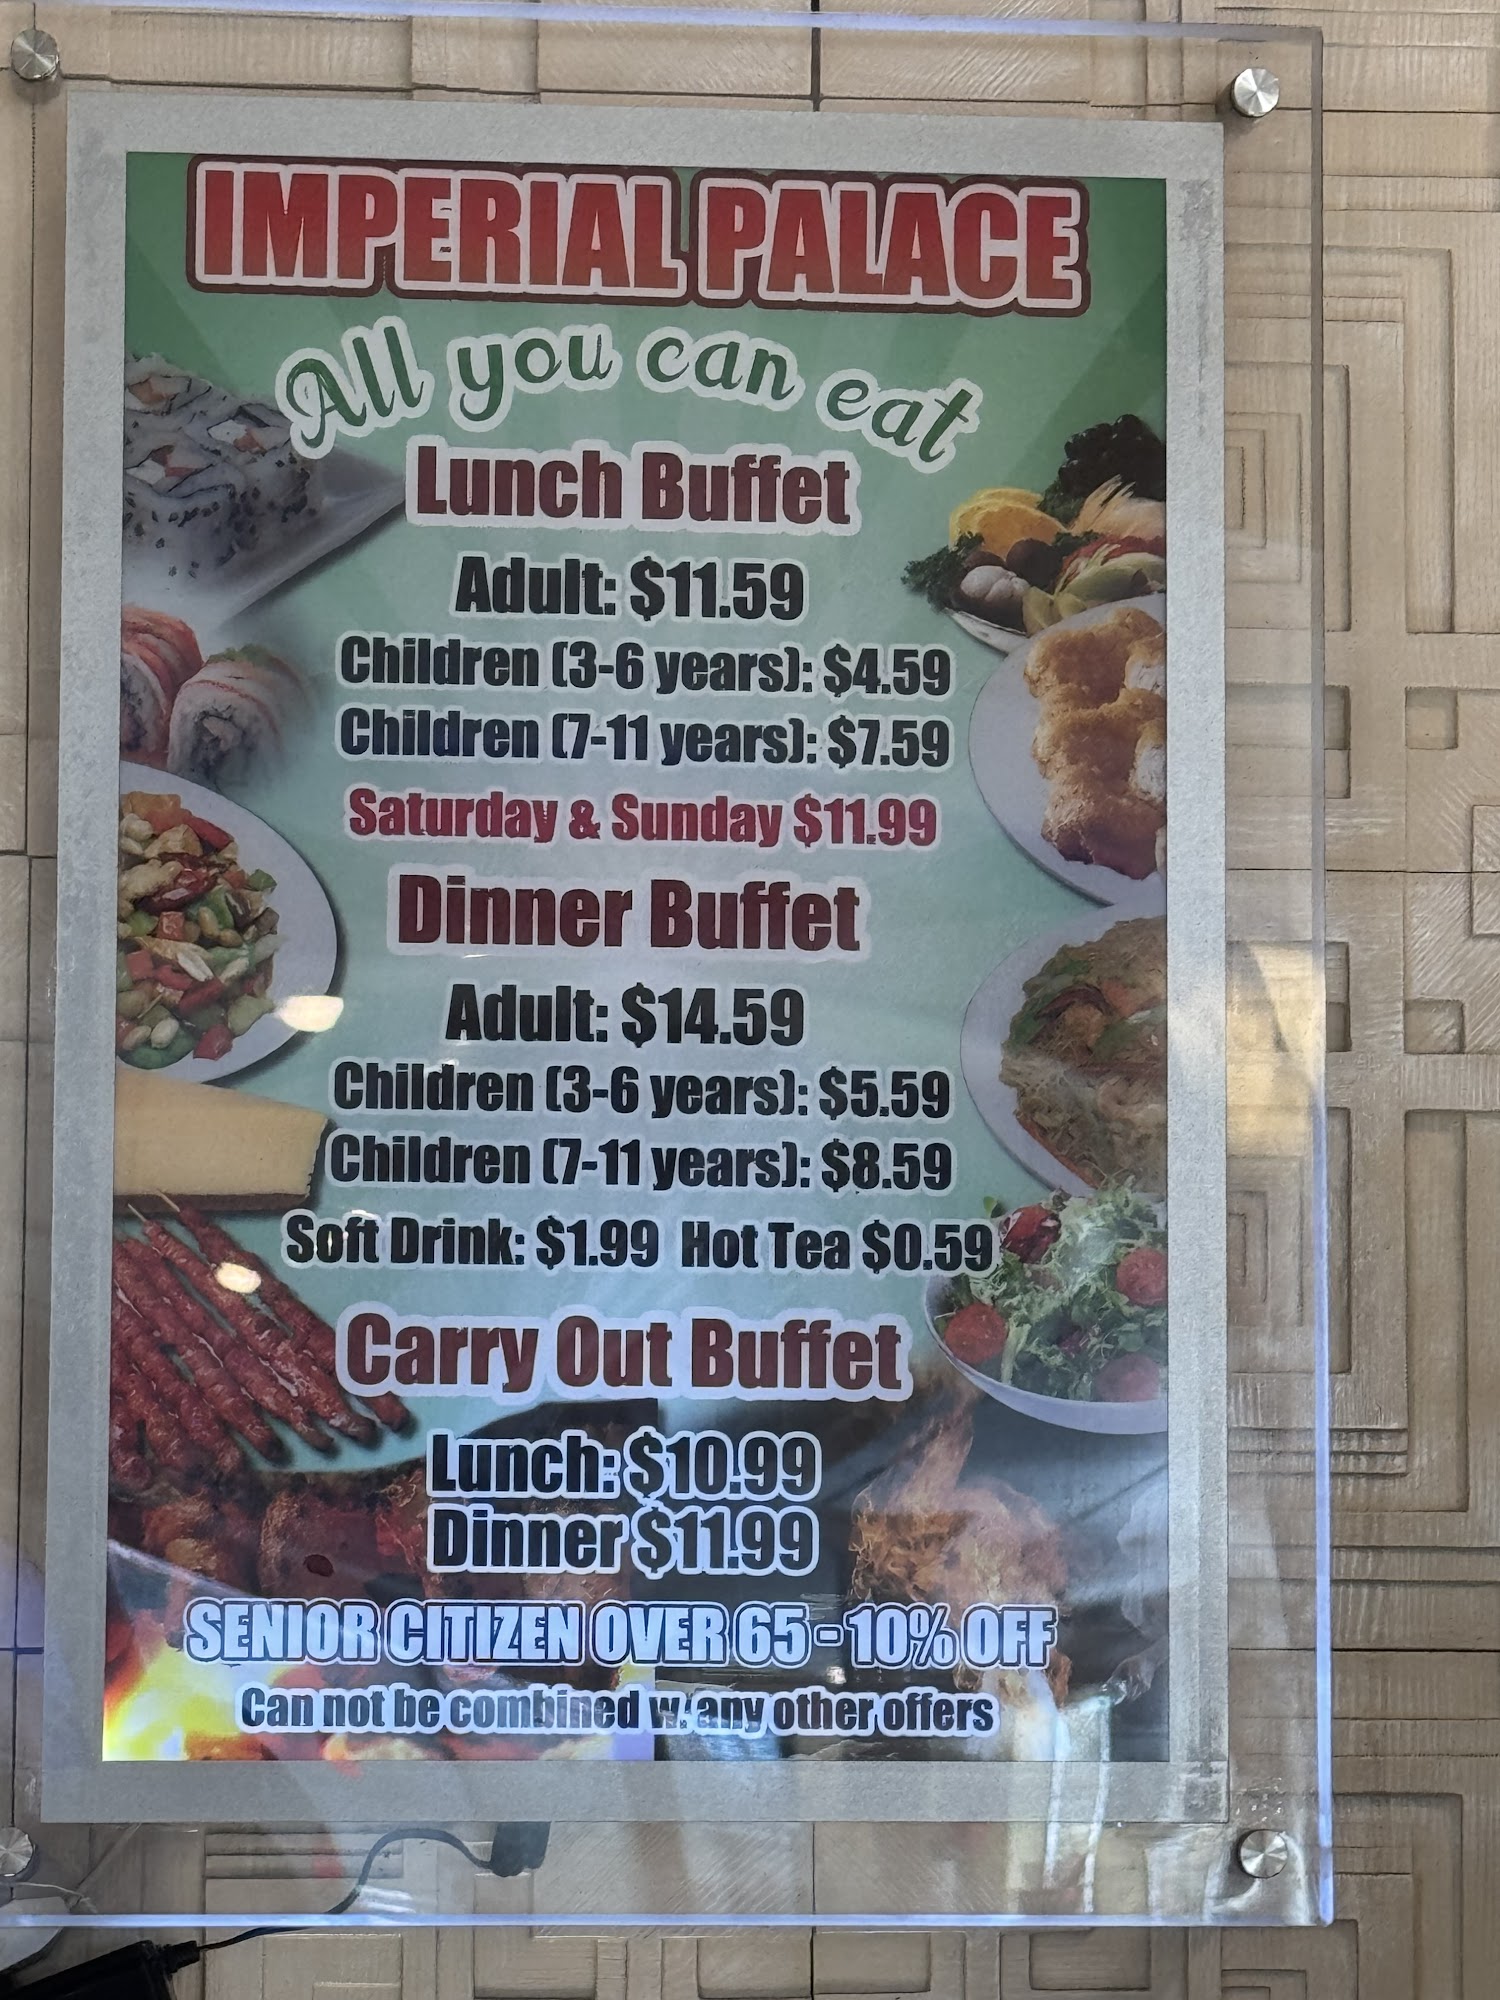 IMPERIAL PALACE
All you can eat
Lunch Buffet
Adult: $11.59
Children (3-6 years): $4.59
Children (7-11 years): $7.59
Saturday & Sunday $11.99
Dinner Buffet
Adult: $14.59
Children (3-6 years): $5.59
Children (7-11 years): $8.59
Soft Drink: $1.99 Hot Tea $0.59
Carry Out Buffet
Lunch: $10.99
Dinner $11.99
SENIOR CITIZEN OVER 65 - 10% OFF
Can not be combined w. any other offers